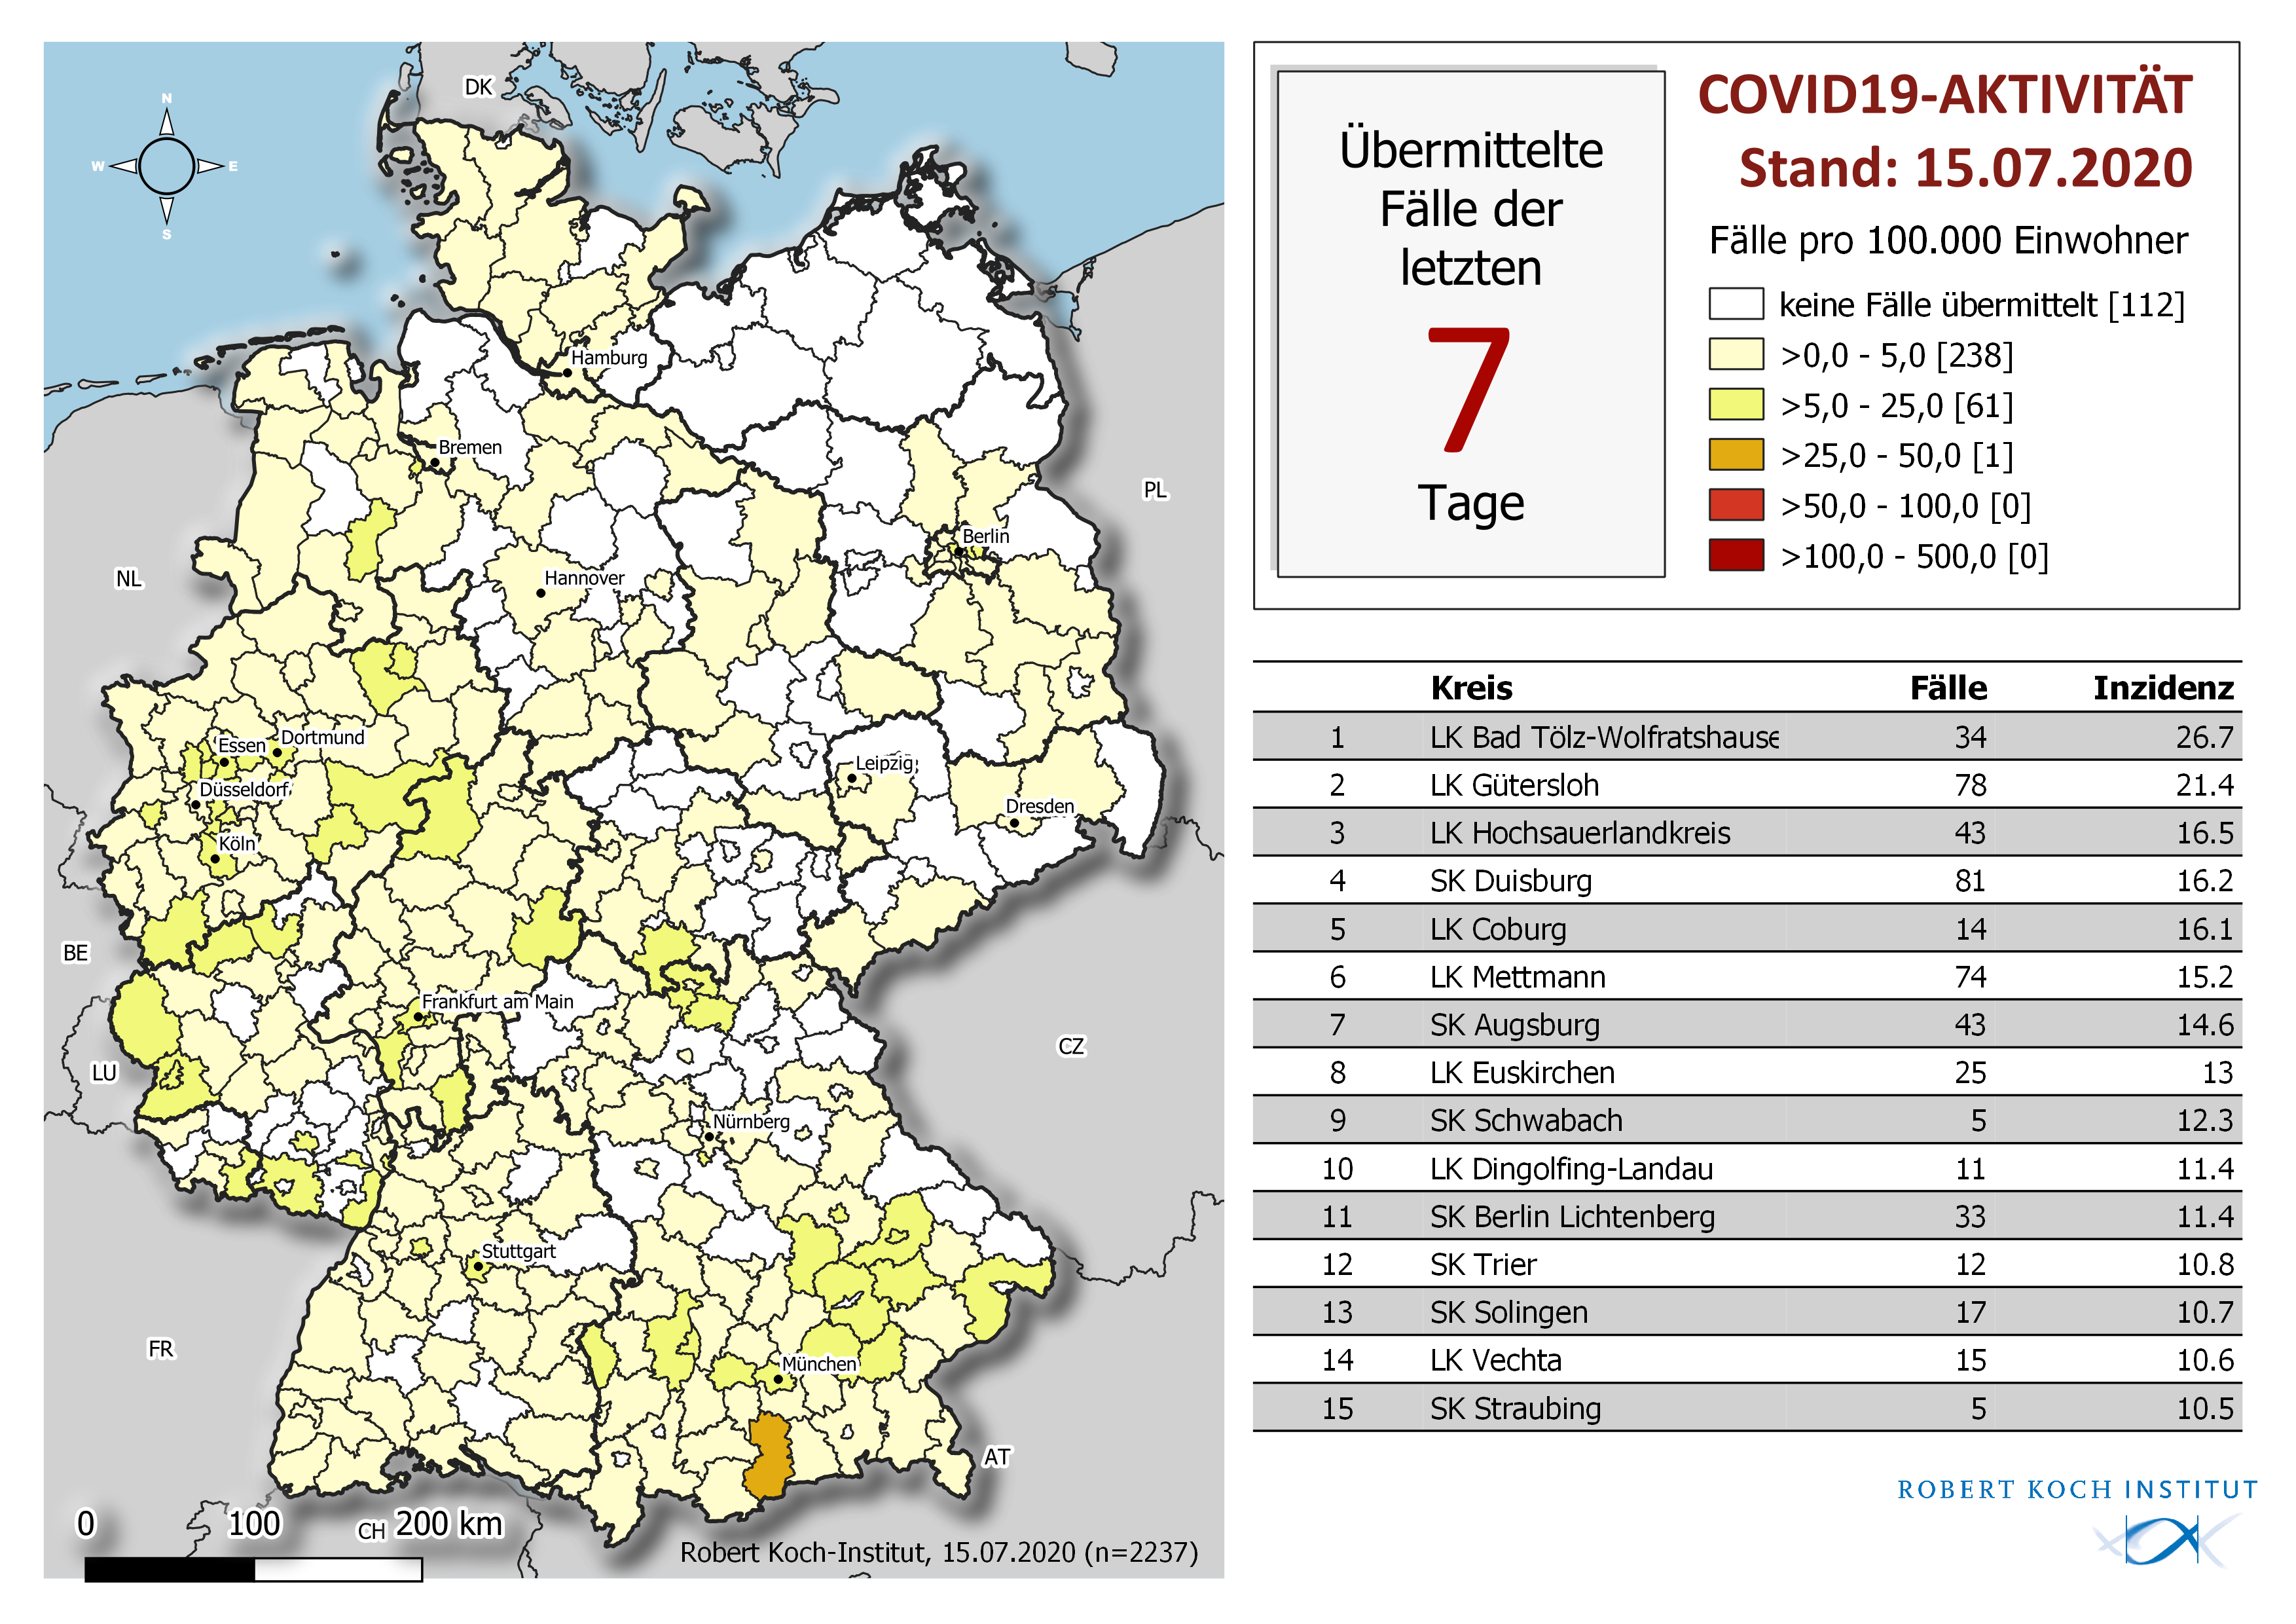 N
W
E
S
DK
Hamburg
Bremen
PL
Berlin
NL
Hannover
Essen
Dortmund
Düsseldorf
Leipzig
Dresden
Köln
BE
Frankfurt am Main
CZ
LU
Nürnberg
Stuttgart
FR
München
AT
0
100
CH
200 km
Robert Koch-Institut, 15.07.2020 (n=2237)
Übermittelte
Fälle der
letzten
7
Tage
COVID19-AKTIVITÄT
Stand: 15.07.2020
Fälle pro 100.000 Einwohner
keine Fälle übermittelt [112]
>0,0 - 5,0 [238]
>5,0 - 25,0 [61]
>25,0 - 50,0 [1]
>50,0 - 100,0 [0]
>100,0 - 500,0 [0]
Kreis Fälle Inzidenz
1 LK Bad Tölz-Wolfratshause 34 26.7
2 LK Gütersloh 78 21.4
3 LK Hochsauerlandkreis 43 16.5
4 SK Duisburg 81 16.2
5 LK Coburg 14 16.1
6 LK Mettmann 74 15.2
7 SK Augsburg 43 14.6
8 LK Euskirchen 25 13
9 SK Schwabach 5 12.3
10 LK Dingolfing-Landau 11 11.4
11 SK Berlin Lichtenberg 33 11.4
12 SK Trier 12 10.8
13 SK Solingen 17 10.7
14 LK Vechta 15 10.6
15 SK Straubing 5 10.5
ROBERT KOCH INSTITUT